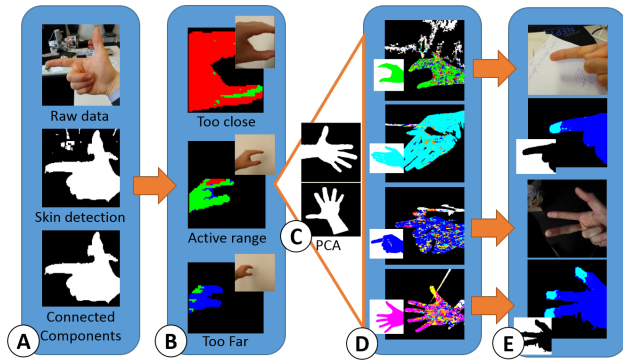 Raw data
Skin detection
Connected
Components
A
Too close
Active range
Too Far
B
C
PCA
D
E